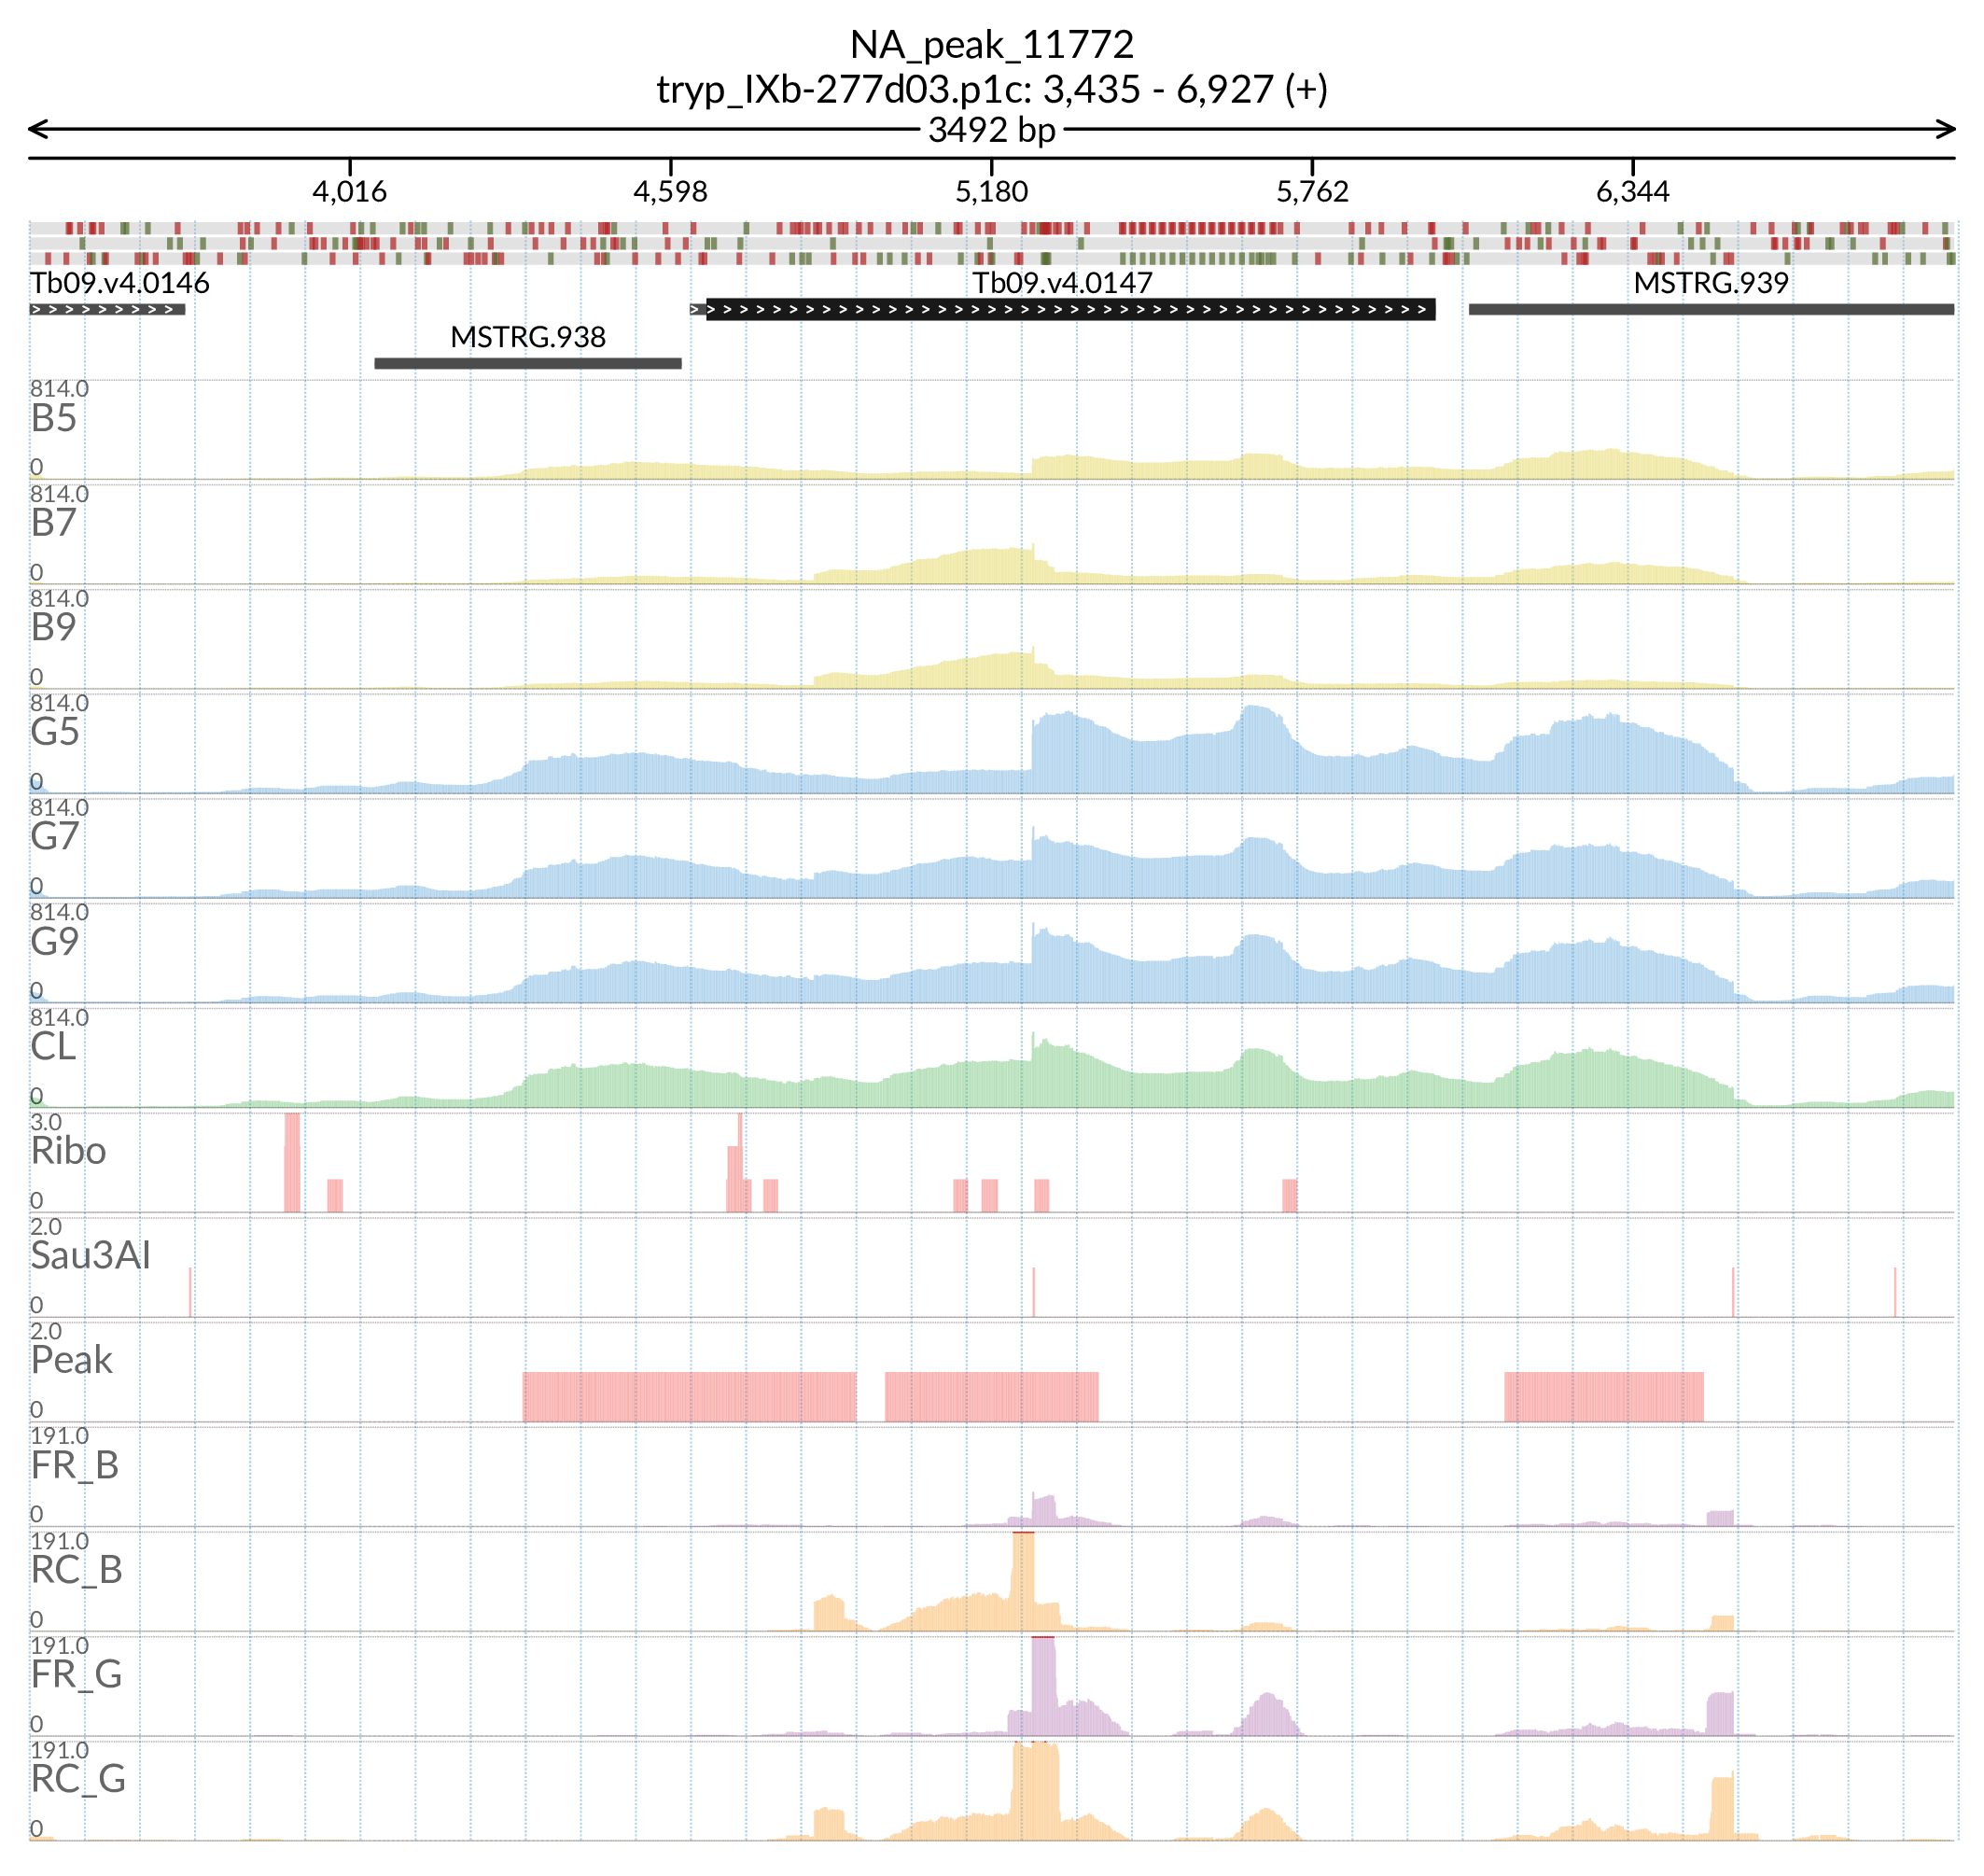 NA_peak_11772
tryp_IXb-277d03.p1c: 3,435 - 6,927 (+)
3492 bp
4,016 4,598 5,180 5,762 6,344
Tb09.v4.0146 Tb09.v4.0147 MSTRG.939
MSTRG.938
814.0
B5
0
814.0
B7
0
814.0
B9
0
814.0
G5
0
814.0
G7
0
814.0
G9
0
814.0
CL
0
3.0
Ribo
0
2.0
Sau3AI
0
2.0
Peak
0
191.0
FR_B
0
191.0
RC_B
0
191.0
FR_G
0
191.0
RC_G
0